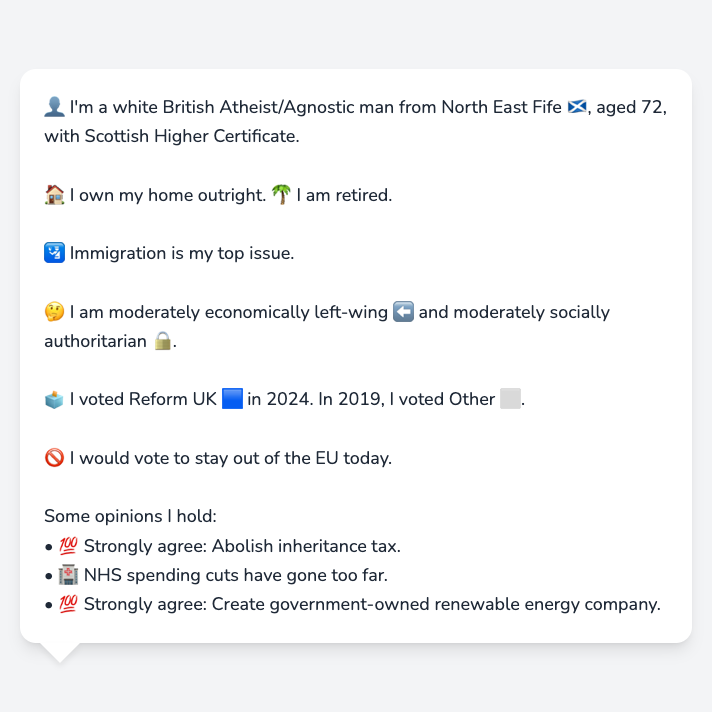 👤 I'm a white British Atheist/Agnostic man from North East Fife 🏴󠁧󠁢󠁳󠁣󠁴󠁿, aged 72,
with Scottish Higher Certificate.
🏠 I own my home outright. 🌴 I am retired.
🛂 Immigration is my top issue.
🤔 I am moderately economically left-wing ⬅️ and moderately socially
authoritarian 🔒.
🗳️ I voted Reform UK 🟦 in 2024. In 2019, I voted Other ⬜.
🚫 I would vote to stay out of the EU today.
Some opinions I hold:
• 💯 Strongly agree: Abolish inheritance tax.
• 🏥 NHS spending cuts have gone too far.
• 💯 Strongly agree: Create government-owned renewable energy company.